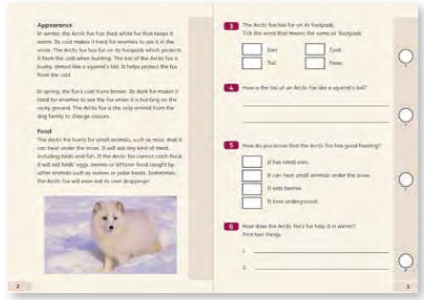 Appearance
In winter, the Arctic fox has thick white fur that keeps it
warm. Its coat makes it hard for enemies to see it in the
snow. The Arctic fox has fur on its footpads which protects
it from the cold when hunting. The tail of the Arctic fox is
bushy, almost like a squirrel's tail. It helps protect the fox
from the cold.
In spring, the fox's coat turns brown. Its dark fur makes it
hard for enemies to see the fox when it is hunting on the
rocky ground. The Arctic fox is the only animal from the
dog family to change colours.
Food
The Arctic fox hunts for small animals, such as mice, that it
can hear under the snow. It will eat any kind of meat,
including birds and fish. If the Arctic fox cannot catch food,
it will eat birds' eggs, berries or leftover food caught by
other animals such as wolves or polar bears. Sometimes,
the Arctic fox will even eat its own droppings!
2
3 The Arctic fox has fur on its footpads.
Tick the word that means the same as 'footpads'.
Ears
Coat
Tail
Paws
4 How is the tail of an Arctic fox like a squirrel's tail?
5 How do you know that the Arctic fox has good hearing?
It has small ears.
It can hear small animals under the snow.
It eats berries.
It lives underground.
6 How does the Arctic fox's fur help it in winter?
Find two things.
1.
2.
3